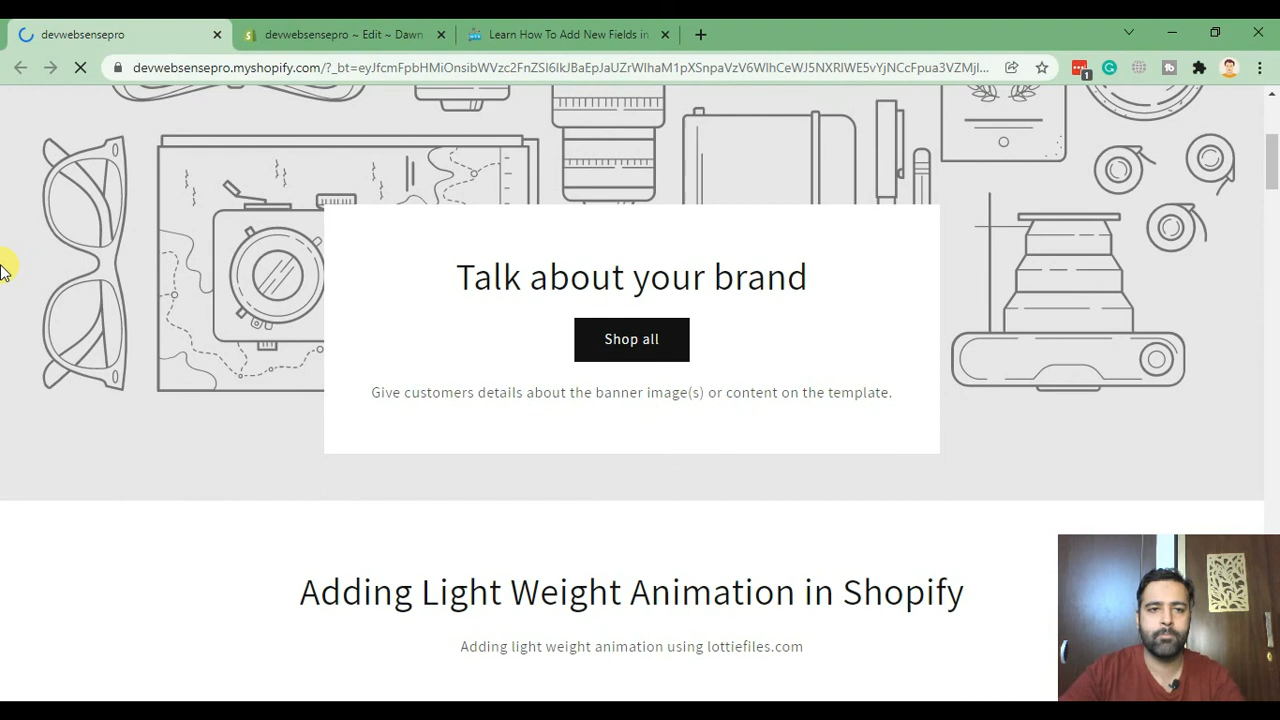 devwebsensepro
devwebsensepro ~ Edit ~ Dawn
Learn How To Add New Fields in
devwebsensepro.myshopify.com/?_bt=
1
Talk about your brand
Shop all
Give customers details about the banner image(s) or content on the template.
Adding Light Weight Animation in Shopify
Adding light weight animation using lottiefiles.com